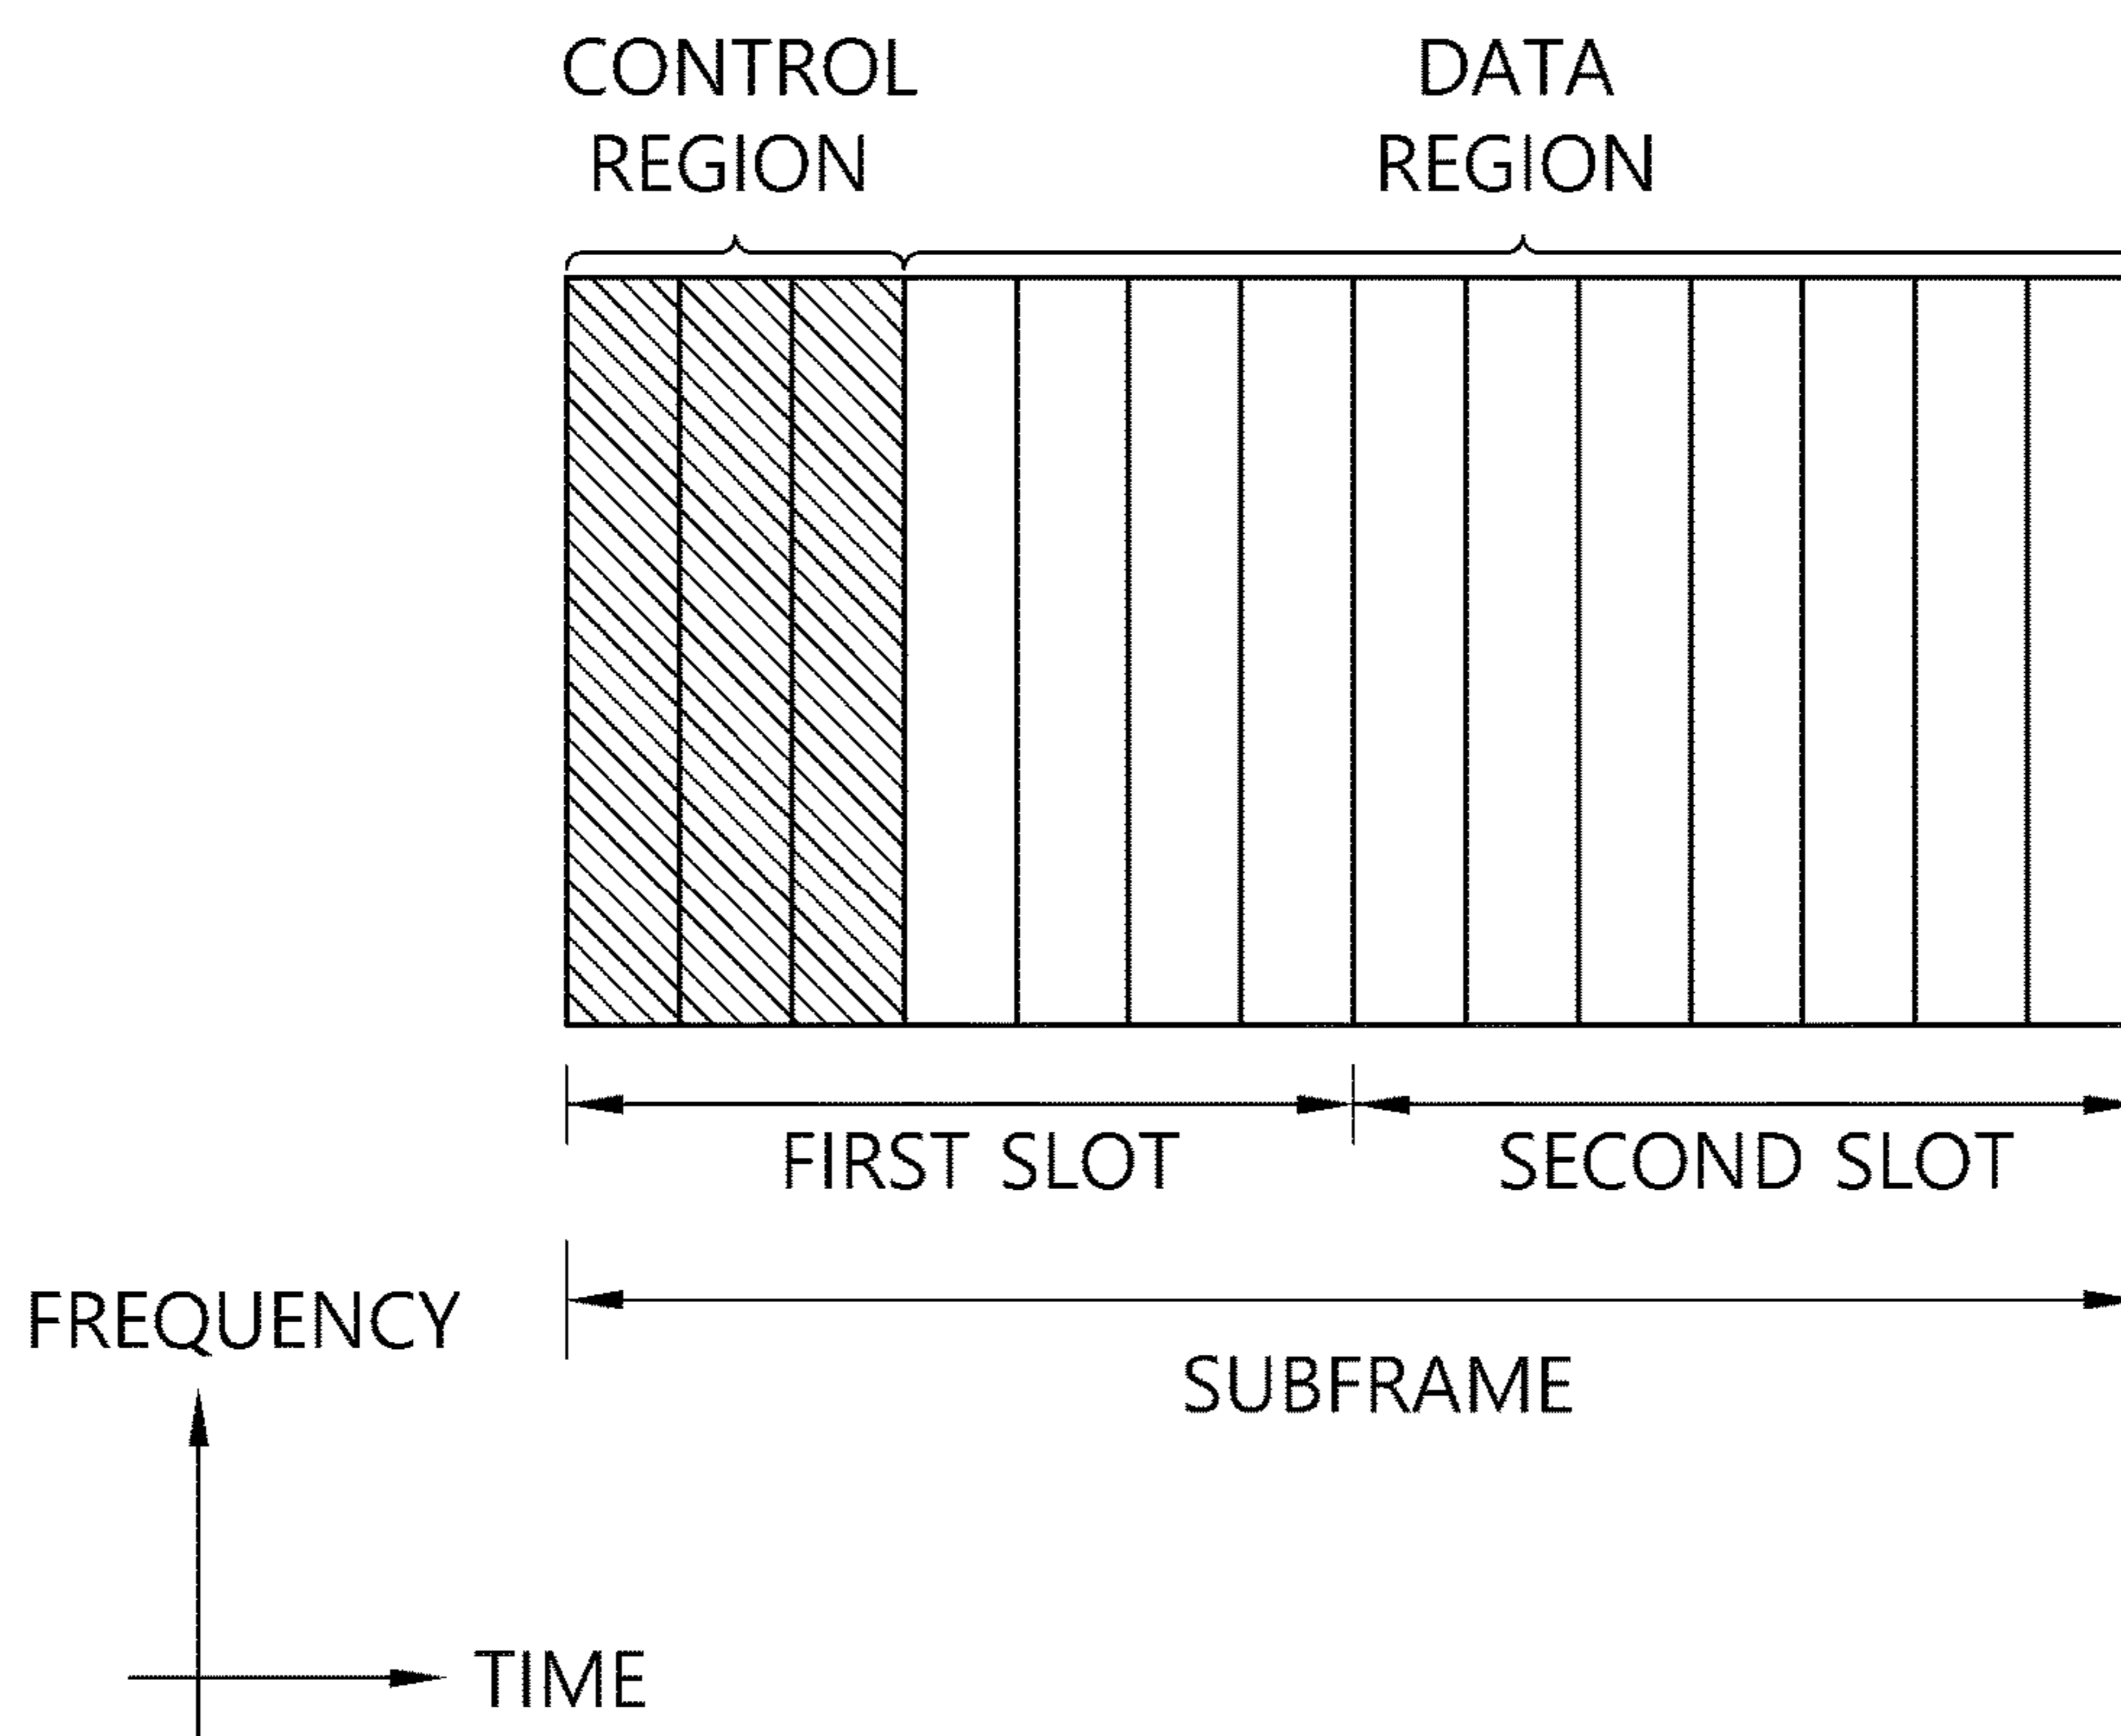 CONTROL
REGION
DATA
REGION
FIRST SLOT
SECOND SLOT
SUBFRAME
FREQUENCY
TIME